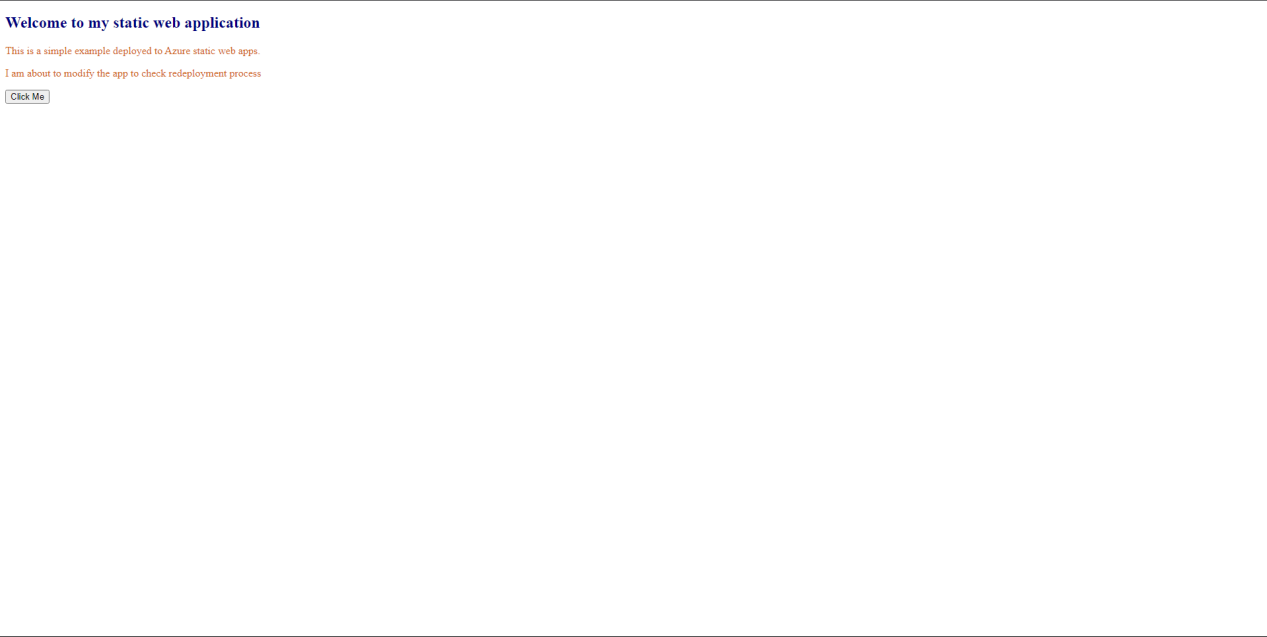 Welcome to my static web application
This is a simple example deployed to Azure static web apps.
I am about to modify the app to check redeployment process
Click Me